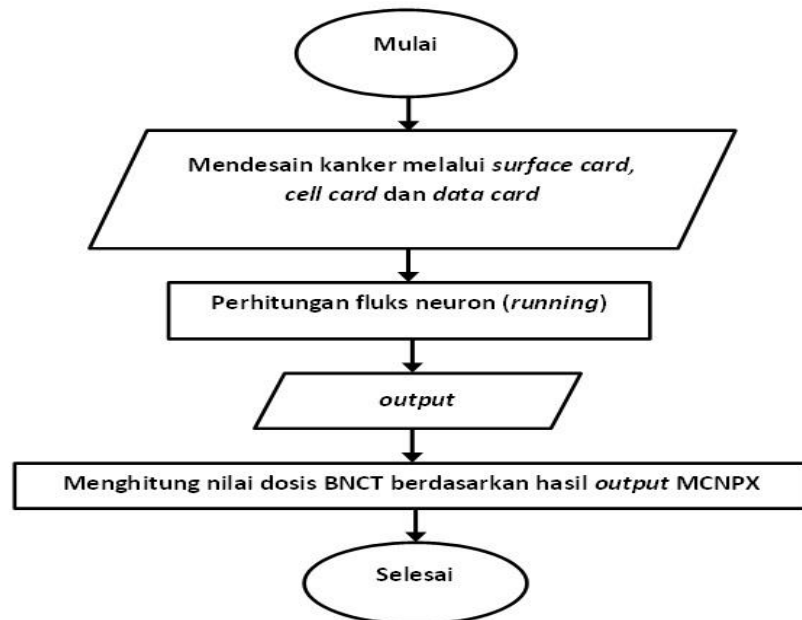 Mulai
Mendesain kanker melalui surface card,
cell card dan data card
Perhitungan fluks neuron (running)
output
Menghitung nilai dosis BNCT berdasarkan hasil output MCNPX
Selesai